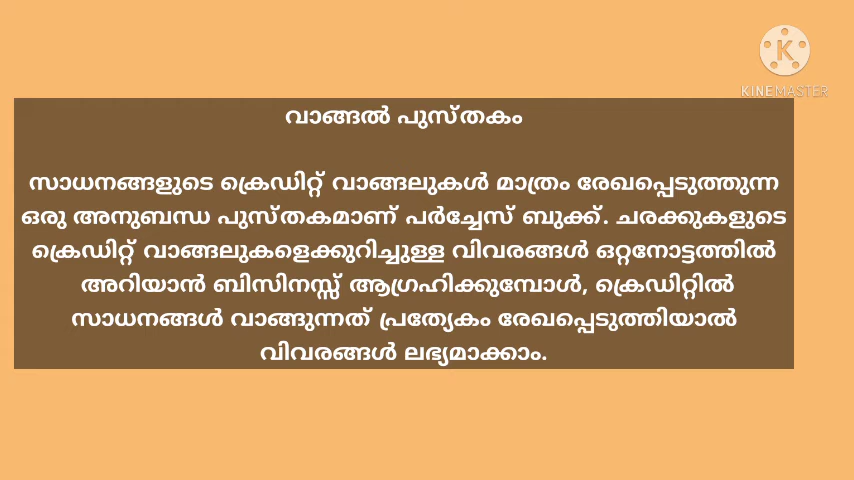 KINEMASTER
വാങ്ങൽ പുസ്തകം
സാധനങ്ങളുടെ ക്രെഡിറ്റ് വാങ്ങലുകൾ മാത്രം രേഖപ്പെടുത്തുന്ന
ഒരു അനുബന്ധ പുസ്തകമാണ് പർച്ചേസ് ബുക്ക്. ചരക്കുകളുടെ
ക്രെഡിറ്റ് വാങ്ങലുകളെക്കുറിച്ചുള്ള വിവരങ്ങൾ ഒറ്റനോട്ടത്തിൽ
അറിയാൻ ബിസിനസ്സ് ആഗ്രഹിക്കുമ്പോൾ, ക്രെഡിറ്റിൽ
സാധനങ്ങൾ വാങ്ങുന്നത് പ്രത്യേകം രേഖപ്പെടുത്തിയാൽ
വിവരങ്ങൾ ലഭ്യമാക്കാം.